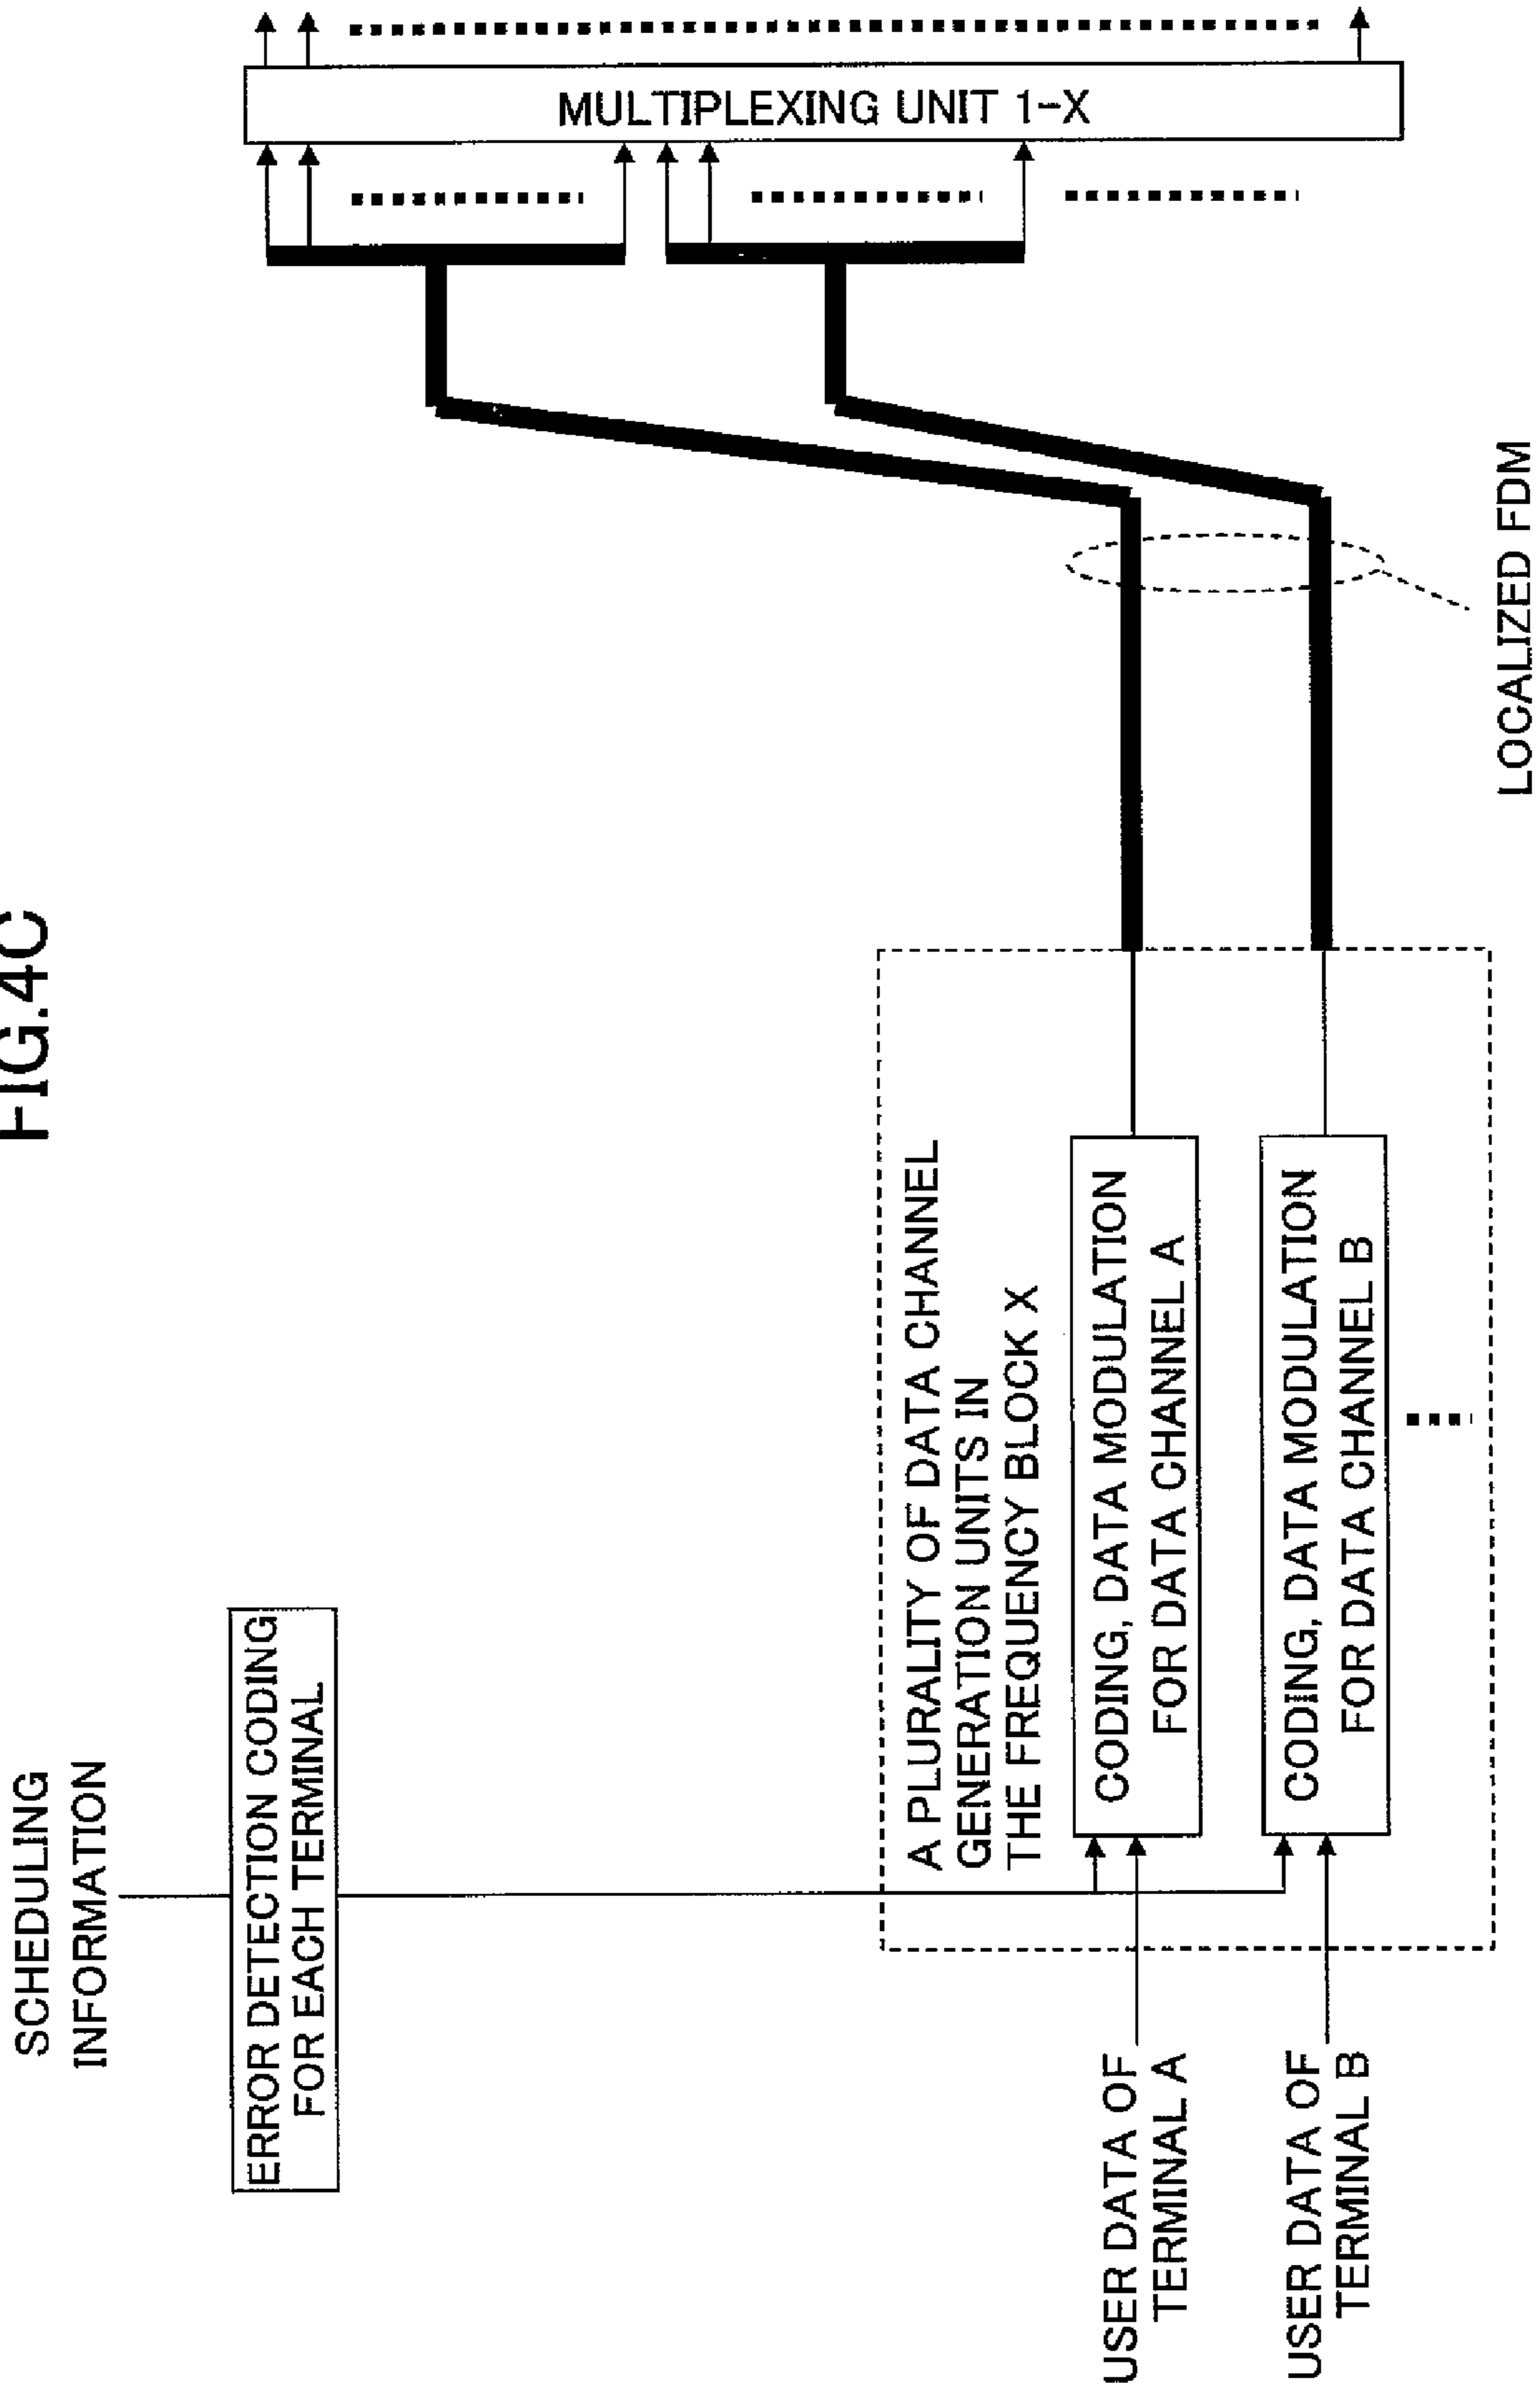 FIG.4C
SCHEDULING
INFORMATION
ERROR DETECTION CODING
FOR EACH TERMINAL
A PLURALITY OF DATA CHANNEL
GENERATION UNITS IN
THE FREQUENCY BLOCK X
CODING, DATA MODULATION
FOR DATA CHANNEL A
CODING, DATA MODULATION
FOR DATA CHANNEL B
USER DATA OF
TERMINAL A
USER DATA OF
TERMINAL B
LOCALIZED FDM
MULTIPLEXING UNIT 1-X